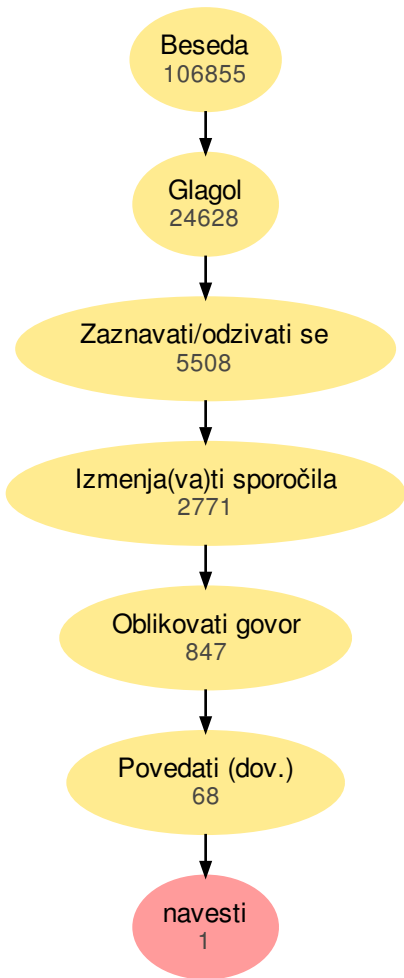 Beseda
106855
Glagol
24628
Zaznavati/odzivati se
5508
Izmenja(va)ti sporočila
2771
Oblikovati govor
847
Povedati (dov.)
68
navesti
1